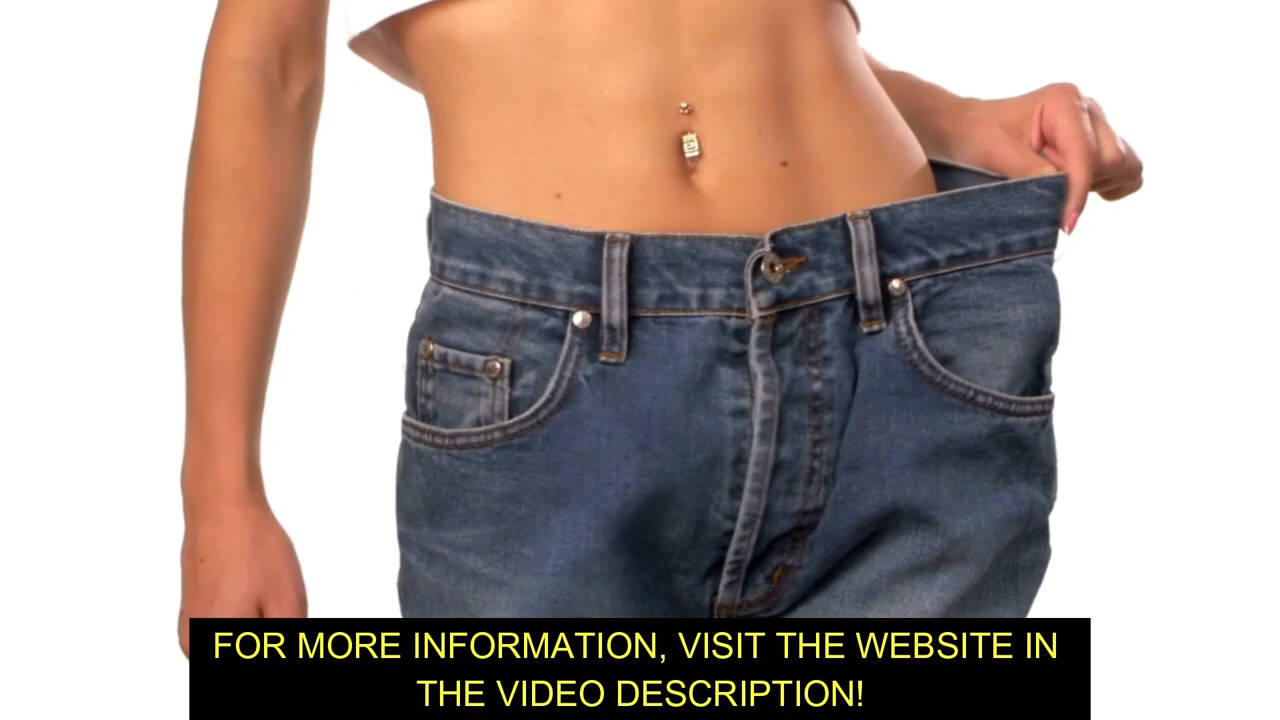 FOR MORE INFORMATION, VISIT THE WEBSITE IN
THE VIDEO DESCRIPTION!